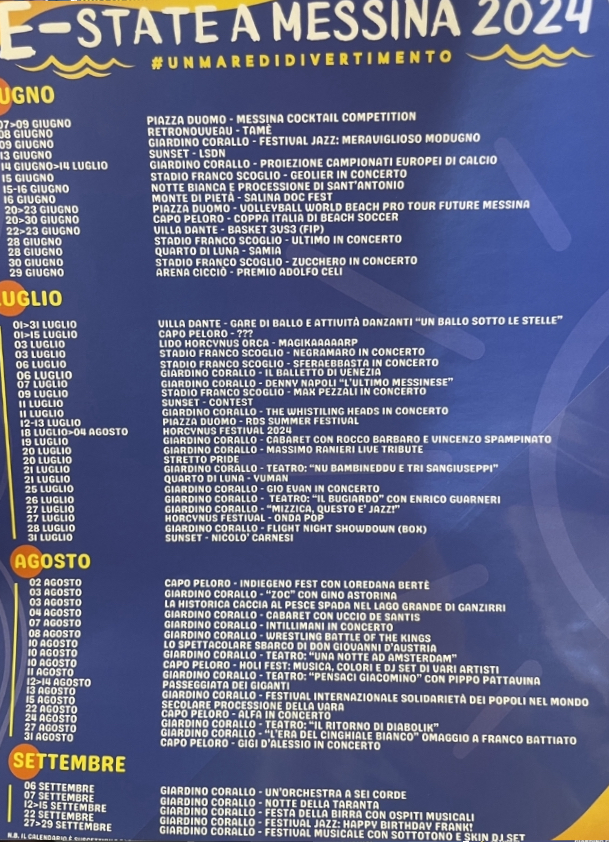 E-STATE A MESSINA 2024
#UNMAREDIDIVERTIMENTO
UGNO
07>09 GIUGNO PIAZZA DUOMO - MESSINA COCKTAIL COMPETITION
08 GIUGNO RETRONOUVEAU - TAMÈ
09 GIUGNO GIARDINO CORALLO - FESTIVAL JAZZ: MERAVIGLIOSO MODUGNO
13 GIUGNO SUNSET - LSDN
14 GIUGNO>14 LUGLIO GIARDINO CORALLO - PROIEZIONE CAMPIONATI EUROPEI DI CALCIO
15 GIUGNO STADIO FRANCO SCOGLIO - GEOLIER IN CONCERTO
15-16 GIUGNO NOTTE BIANCA E PROCESSIONE DI SANT'ANTONIO
16 GIUGNO MONTE DI PIETÀ - SALINA DOC FEST
20>23 GIUGNO PIAZZA DUOMO - VOLLEYBALL WORLD BEACH PRO TOUR FUTURE MESSINA
20>30 GIUGNO CAPO PELORO - COPPA ITALIA DI BEACH SOCCER
22>23 GIUGNO VILLA DANTE - BASKET 3VS3 (FIP)
28 GIUGNO STADIO FRANCO SCOGLIO - ULTIMO IN CONCERTO
28 GIUGNO QUARTO DI LUNA - SAMIA
30 GIUGNO STADIO FRANCO SCOGLIO - ZUCCHERO IN CONCERTO
29 GIUGNO ARENA CICCIÒ - PREMIO ADOLFO CELI
UGLIO
01>31 LUGLIO VILLA DANTE - GARE DI BALLO E ATTIVITÀ DANZANTI "UN BALLO SOTTO LE STELLE"
01>15 LUGLIO CAPO PELORO - ???
03 LUGLIO LIDO HORCYNUS ORCA - MAGIKAAAAARP
03 LUGLIO STADIO FRANCO SCOGLIO - NEGRAMARO IN CONCERTO
06 LUGLIO STADIO FRANCO SCOGLIO - SFERAEBBASTA IN CONCERTO
06 LUGLIO GIARDINO CORALLO - IL BALLETTO DI VENEZIA
07 LUGLIO GIARDINO CORALLO - DENNY NAPOLI "L'ULTIMO MESSINESE"
09 LUGLIO STADIO FRANCO SCOGLIO - MAX PEZZALI IN CONCERTO
11 LUGLIO SUNSET - CONTEST
11 LUGLIO GIARDINO CORALLO - THE WHISTILING HEADS IN CONCERTO
12-13 LUGLIO PIAZZA DUOMO - RDS SUMMER FESTIVAL
18 LUGLIO>04 AGOSTO HORCYNUS FESTIVAL 2024
19 LUGLIO GIARDINO CORALLO - CABARET CON ROCCO BARBARO E VINCENZO SPAMPINATO
20 LUGLIO GIARDINO CORALLO - MASSIMO RANIERI LIVE TRIBUTE
20 LUGLIO STRETTO PRIDE
21 LUGLIO GIARDINO CORALLO - TEATRO: "NU BAMBINEDDU E TRI SANGIUSEPPI"
21 LUGLIO QUARTO DI LUNA - YUMAN
25 LUGLIO GIARDINO CORALLO - GIO EVAN IN CONCERTO
26 LUGLIO GIARDINO CORALLO - TEATRO: "IL BUGIARDO" CON ENRICO GUARNERI
27 LUGLIO GIARDINO CORALLO - "MIZZICA, QUESTO E' JAZZ!"
27 LUGLIO HORCYNUS FESTIVAL - ONDA POP
28 LUGLIO GIARDINO CORALLO - FLIGHT NIGHT SHOWDOWN (BOX)
31 LUGLIO SUNSET - NICOLO' CARNESI
AGOSTO
02 AGOSTO CAPO PELORO - INDIEGENO FEST CON LOREDANA BERTÈ
03 AGOSTO GIARDINO CORALLO - "ZOC" CON GINO ASTORINA
03 AGOSTO LA HISTORICA CACCIA AL PESCE SPADA NEL LAGO GRANDE DI GANZIRRI
04 AGOSTO GIARDINO CORALLO - CABARET CON UCCIO DE SANTIS
07 AGOSTO GIARDINO CORALLO - INTILLIMANI IN CONCERTO
08 AGOSTO GIARDINO CORALLO - WRESTLING BATTLE OF THE KINGS
10 AGOSTO LO SPETTACOLARE SBARCO DI DON GIOVANNI D'AUSTRIA
10 AGOSTO GIARDINO CORALLO - TEATRO: "UNA NOTTE AD AMSTERDAM"
10 AGOSTO CAPO PELORO - HOLI FEST: MUSICA, COLORI E DJ SET DI VARI ARTISTI
11 AGOSTO GIARDINO CORALLO - TEATRO: "PENSACI GIACOMINO" CON PIPPO PATTAVINA
12>14 AGOSTO PASSEGGIATA DEI GIGANTI
13 AGOSTO GIARDINO CORALLO - FESTIVAL INTERNAZIONALE SOLIDARIETÀ DEI POPOLI NEL MONDO
15 AGOSTO SECOLARE PROCESSIONE DELLA VARA
22 AGOSTO CAPO PELORO - ALFA IN CONCERTO
24 AGOSTO GIARDINO CORALLO - TEATRO: "IL RITORNO DI DIABOLIK"
27 AGOSTO GIARDINO CORALLO - "L'ERA DEL CINGHIALE BIANCO" OMAGGIO A FRANCO BATTIATO
31 AGOSTO CAPO PELORO - GIGI D'ALESSIO IN CONCERTO
SETTEMBRE
06 SETTEMBRE GIARDINO CORALLO - UN'ORCHESTRA A SEI CORDE
07 SETTEMBRE GIARDINO CORALLO - NOTTE DELLA TARANTA
12>15 SETTEMBRE GIARDINO CORALLO - FESTA DELLA BIRRA CON OSPITI MUSICALI
22 SETTEMBRE GIARDINO CORALLO - FESTIVAL JAZZ: HAPPY BIRTHDAY FRANK!
27>29 SETTEMBRE GIARDINO CORALLO - FESTIVAL MUSICALE CON SOTTOTONO E SKIN DJ SET
N.B. IL CALENDARIO È